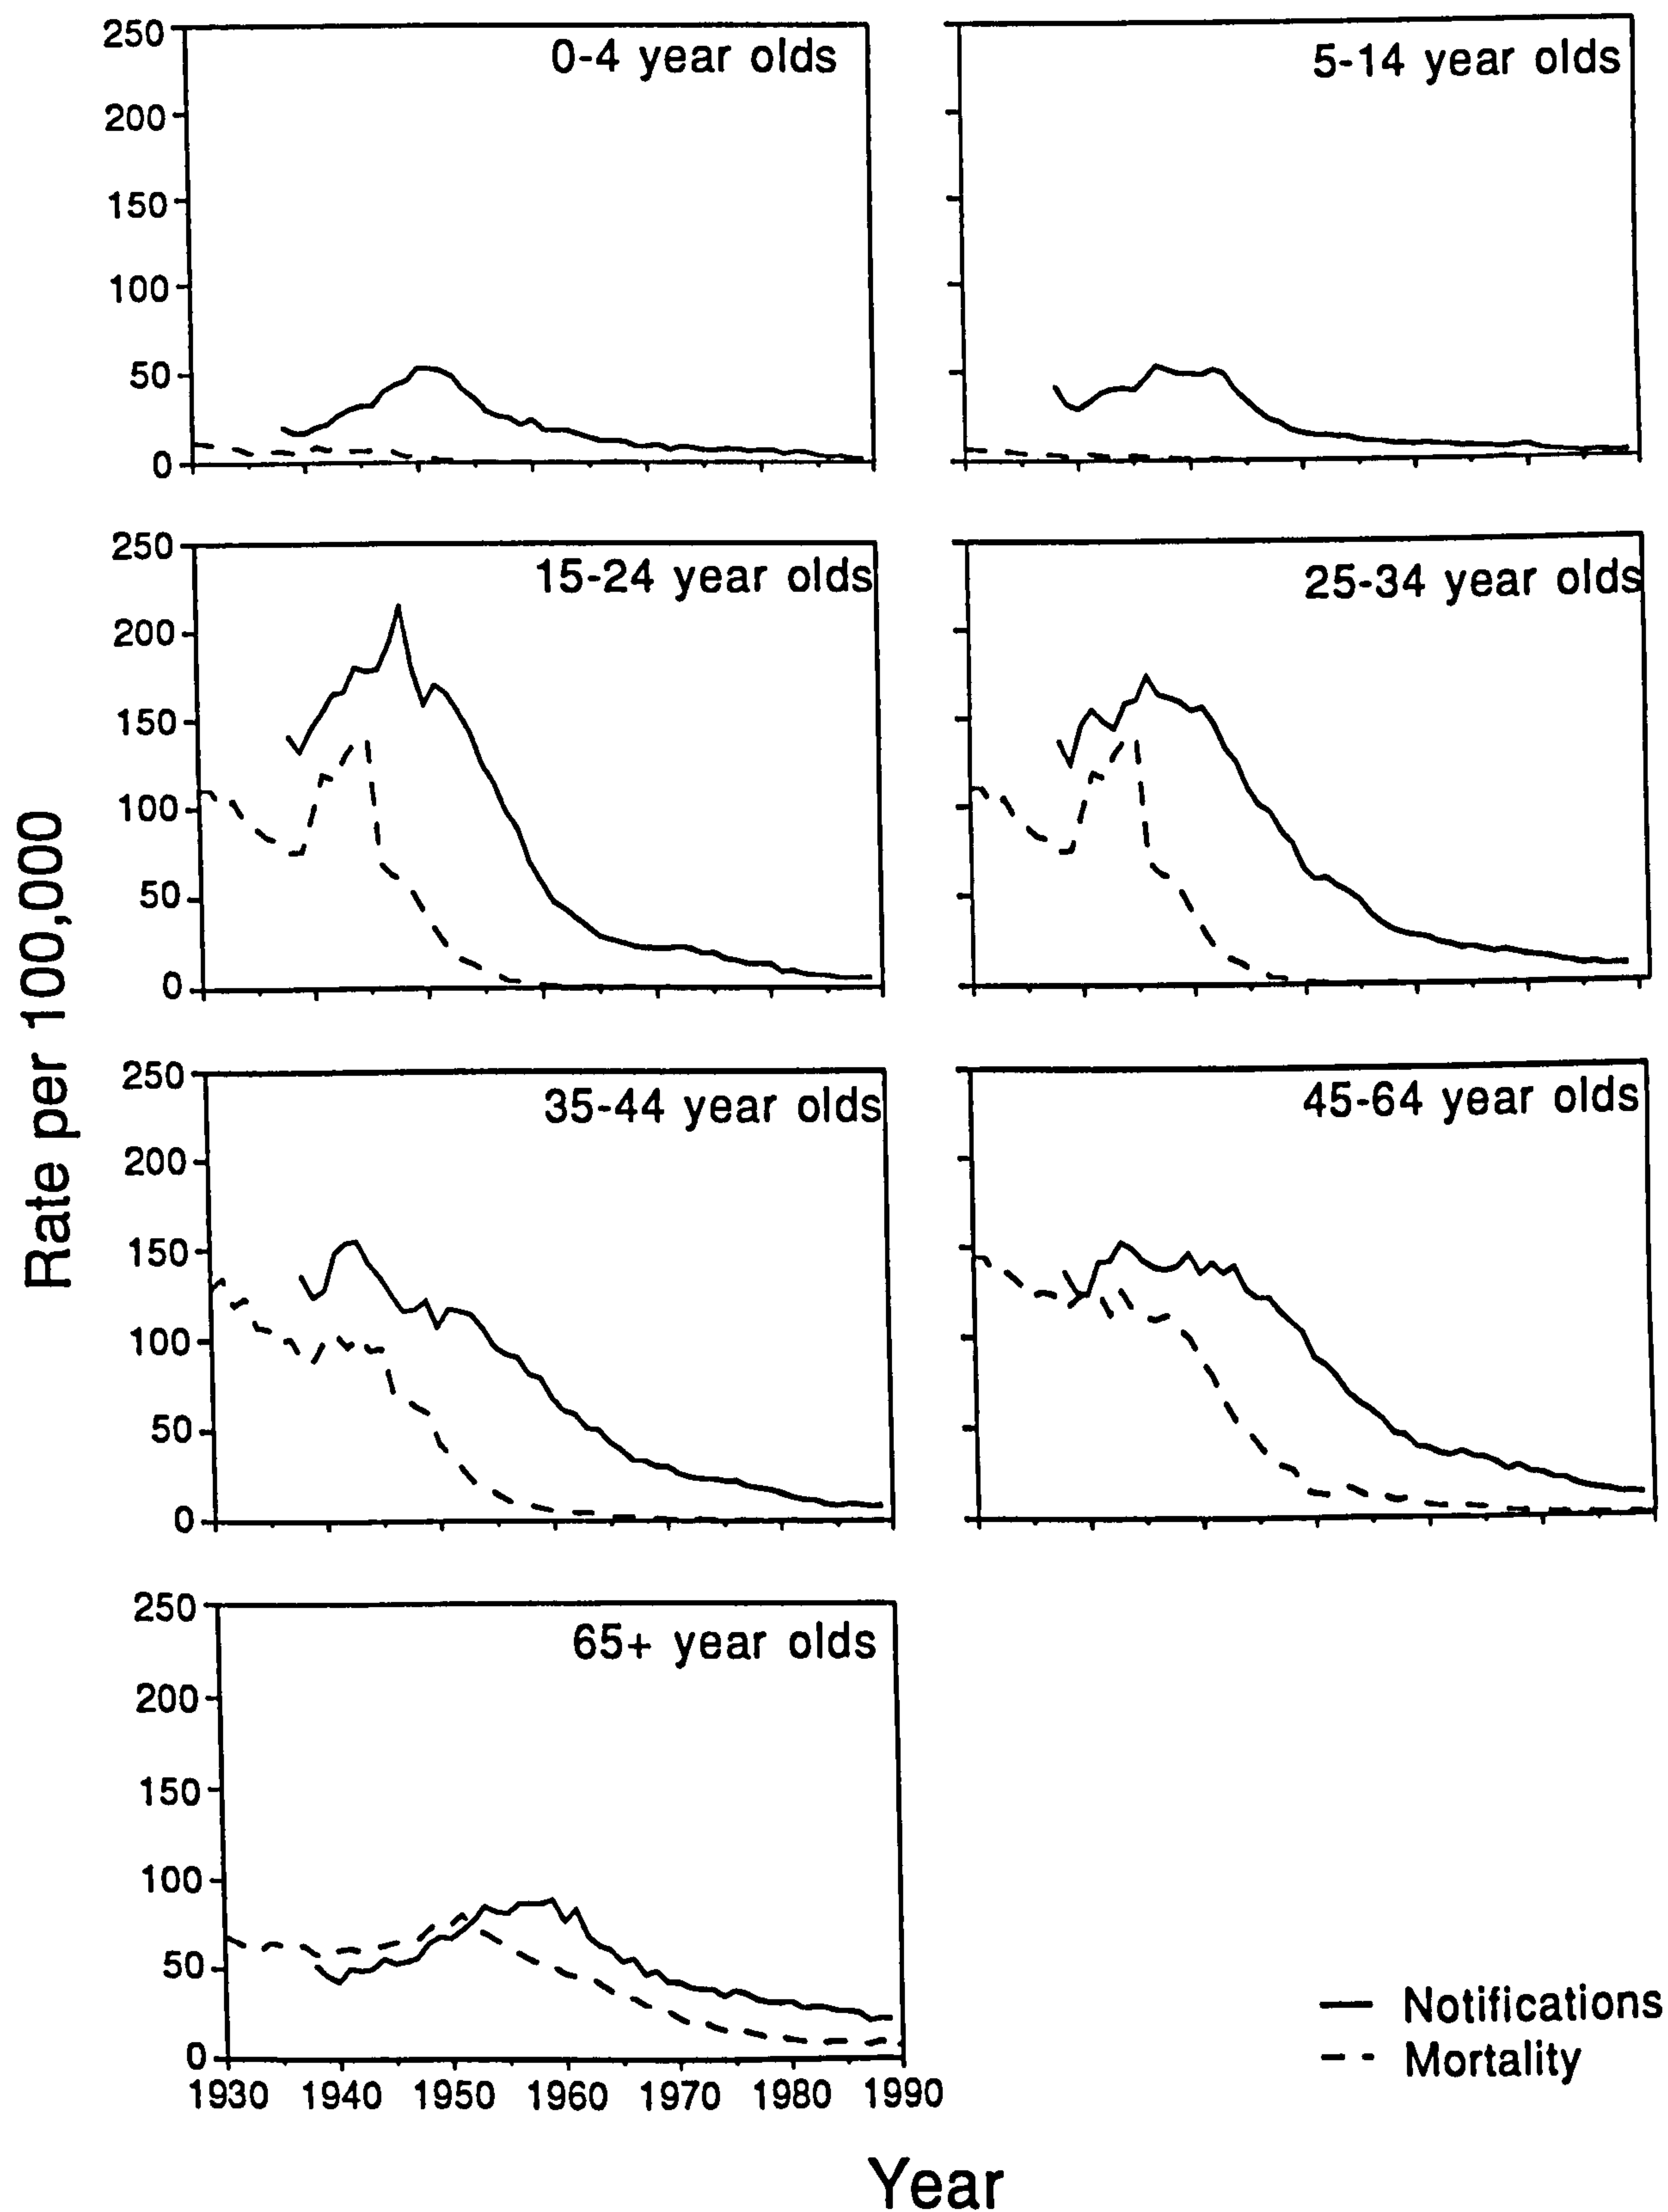 Rate per 100,000
250
0-4 year olds
200
150
100
50
0
5-14 year olds
250
15-24 year olds
200
150
100
50
0
25-34 year olds
250
35-44 year olds
200
150
100
50
0
45-64 year olds
250
65+ year olds
200
150
100
50
0
1930 1940 1950 1960 1970 1980 1990
Notifications
Mortality
Year